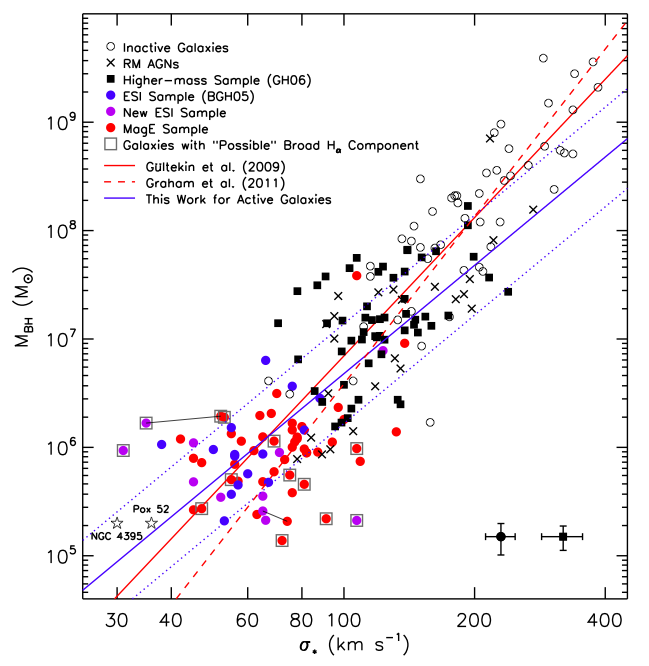 Inactive Galaxies
RM AGNs
Higher-mass Sample (GH06)
ESI Sample (BGH05)
New ESI Sample
MagE Sample
Galaxies with "Possible" Broad Hα Component
Gültekin et al. (2009)
Graham et al. (2011)
This Work for Active Galaxies
10⁹
10⁸
10⁷
10⁶
10⁵
M_BH (M_⊙)
Pox 52
NGC 4395
30 40 60 80 100 200 400
σ_* (km s⁻¹)